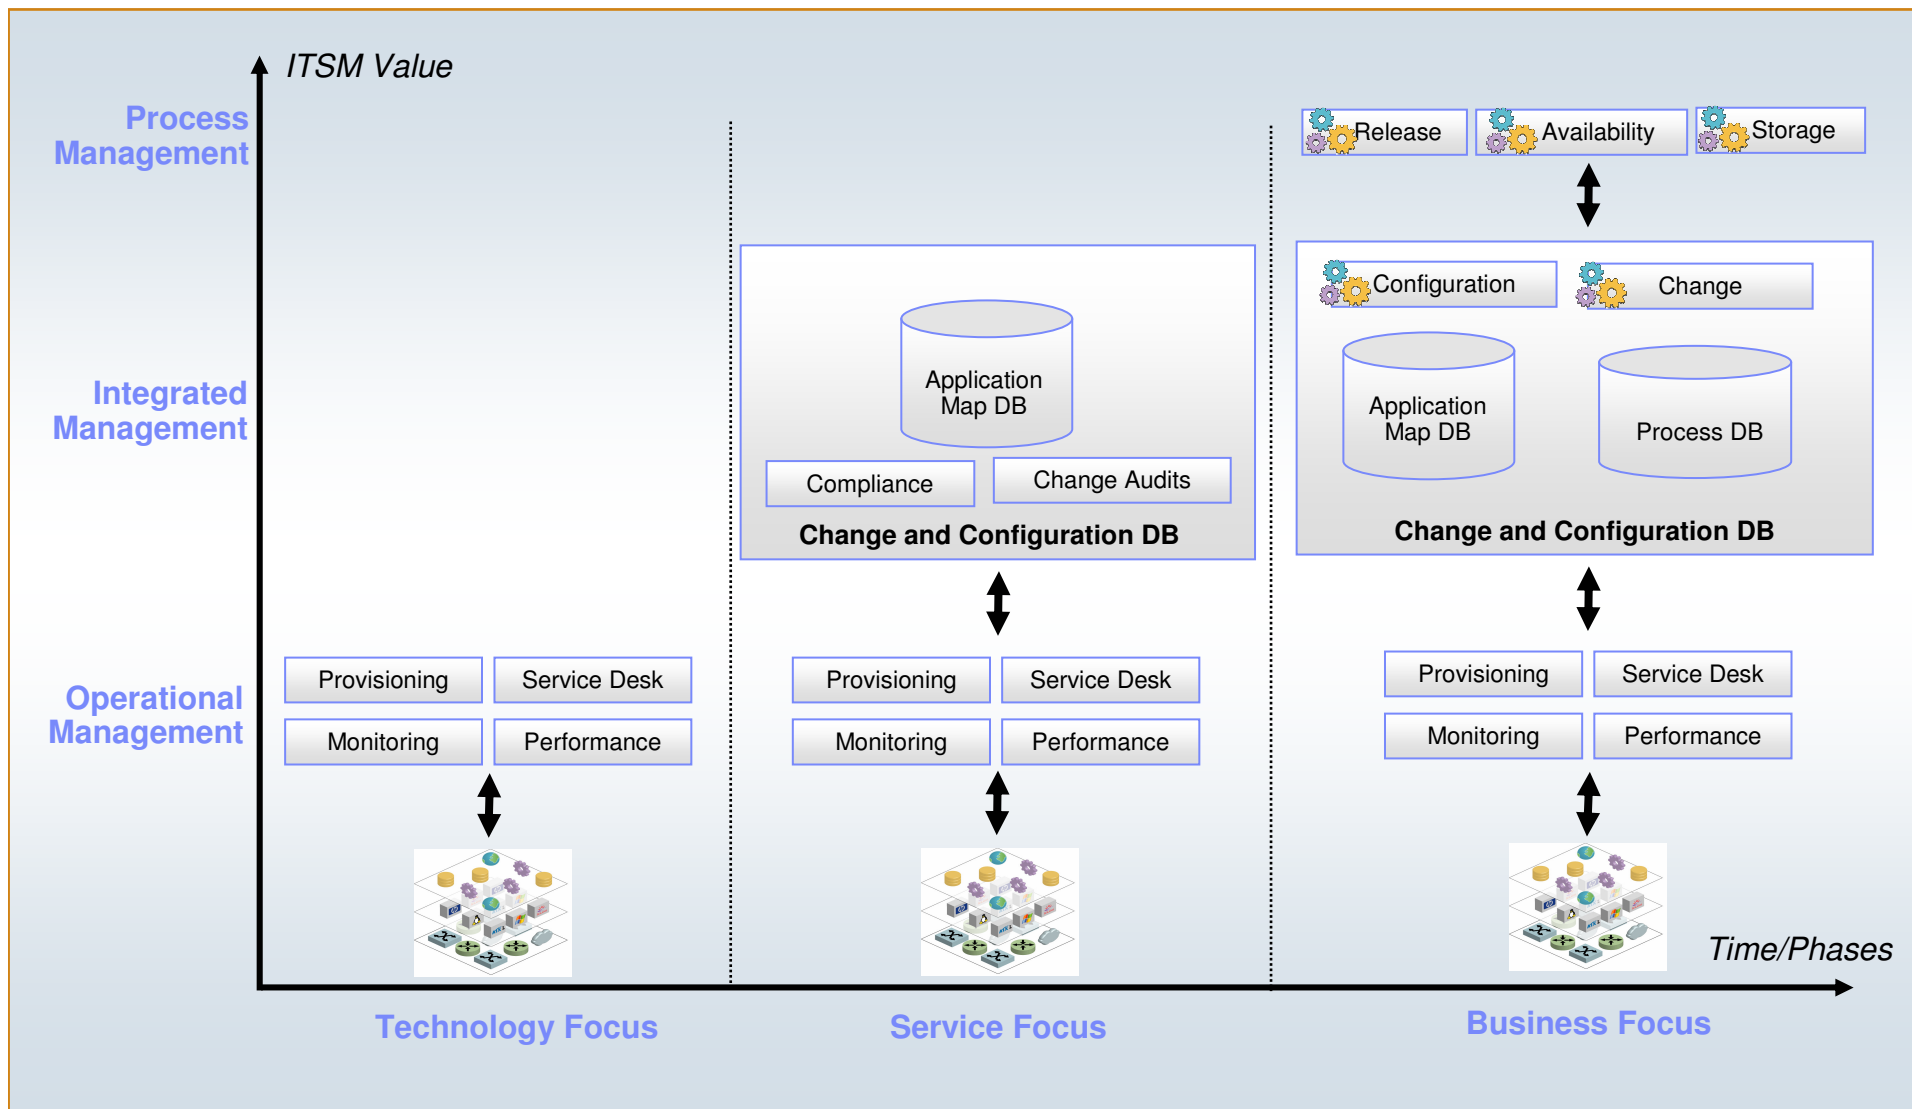 ITSM Value
Process
Management
Release
Availability
Storage
Configuration
Change
Integrated
Management
Application
Map DB
Compliance
Change Audits
Change and Configuration DB
Application
Map DB
Process DB
Change and Configuration DB
Operational
Management
Provisioning
Service Desk
Monitoring
Performance
Provisioning
Service Desk
Monitoring
Performance
Provisioning
Service Desk
Monitoring
Performance
Time/Phases
Technology Focus
Service Focus
Business Focus